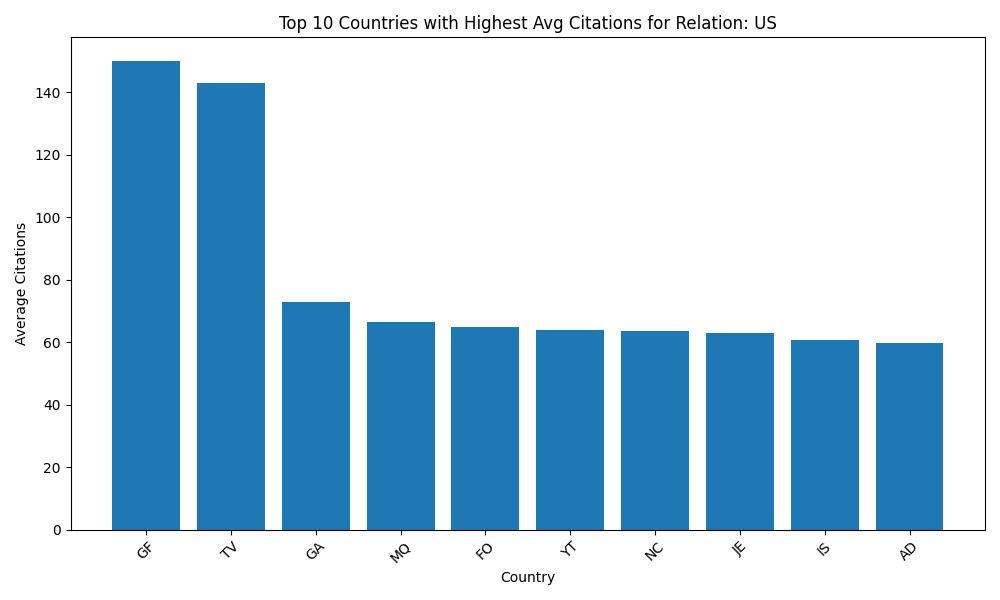 Top 10 Countries with Highest Avg Citations for Relation: US
Average Citations
140
120
100
80
60
40
20
0
GF TV GA MQ FO YT NC JE IS AD
Country